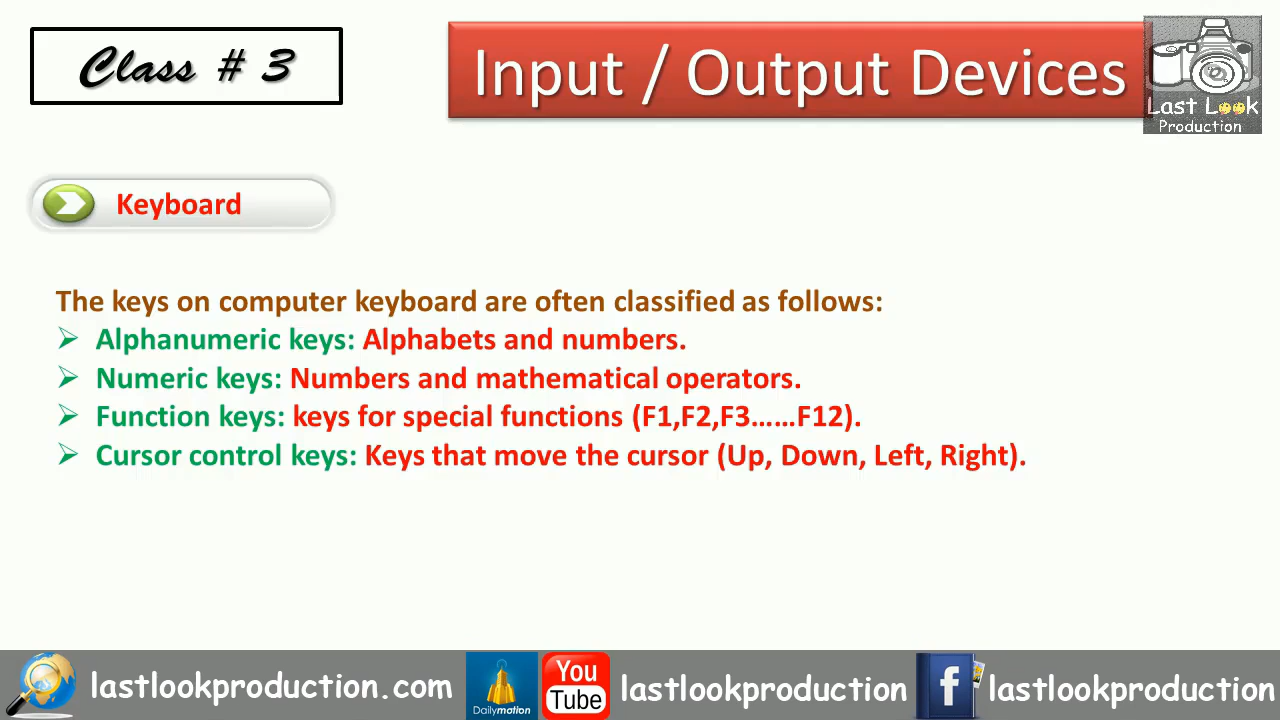 Class # 3
Input / Output Devices
Last Look
Production
Keyboard
The keys on computer keyboard are often classified as follows:
Alphanumeric keys: Alphabets and numbers.
Numeric keys: Numbers and mathematical operators.
Function keys: keys for special functions (F1,F2,F3......F12).
Cursor control keys: Keys that move the cursor (Up, Down, Left, Right).
lastlookproduction.com
Dailymotion
You
Tube
lastlookproduction
f
lastlookproduction